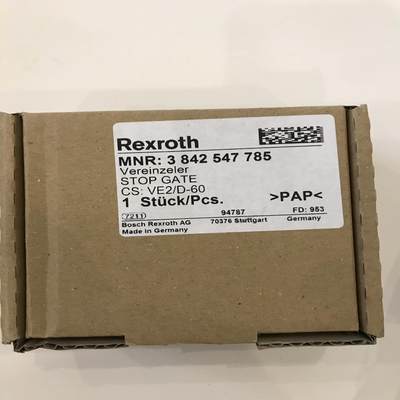 Rexroth
MNR: 3 842 547 785
Vereinzeler
STOP GATE
CS: VE2/D-60
1 Stück/Pcs. >PAP<
7211 94787 FD: 953
Bosch Rexroth AG 70376 Stuttgart Germany
Made in Germany